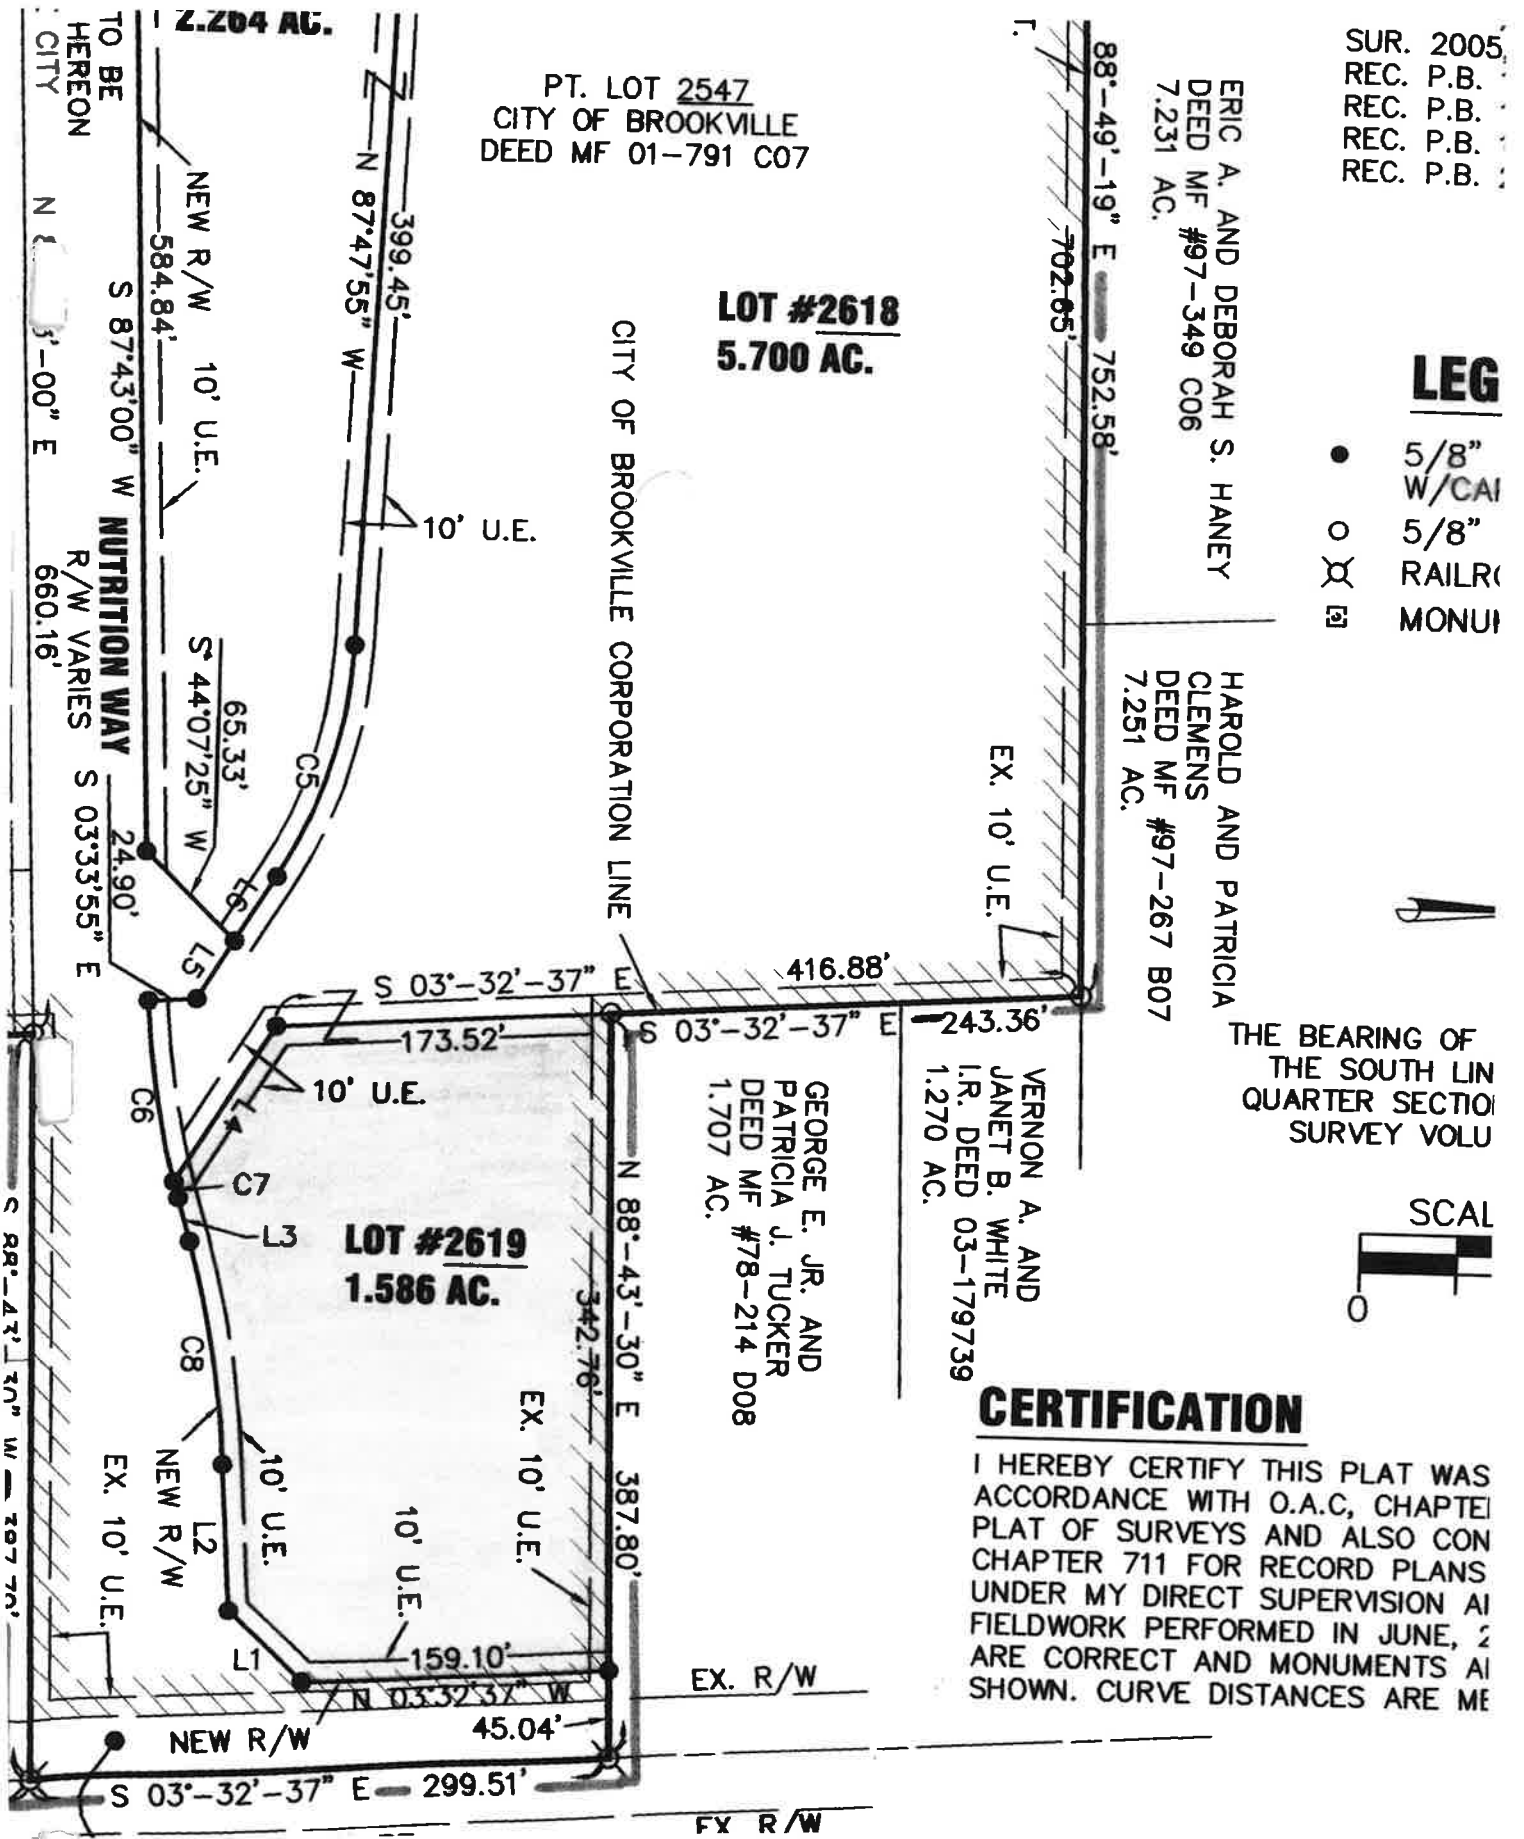 2.264 AC.
TO BE
HEREON
CITY
PT. LOT 2547
CITY OF BROOKVILLE
DEED MF 01-791 C07
T.
SUR. 2005
REC. P.B.
REC. P.B.
REC. P.B.
REC. P.B.
88°-49'-19" E 752.58'
702.65'
ERIC A. AND DEBORAH S. HANEY
DEED MF #97-349 C06
7.231 AC.
N 87°47'55" W
399.45'
NEW R/W 10' U.E.
584.84'
S 87°43'00" W
3'-00" E 660.16'
LOT #2618
5.700 AC.
CITY OF BROOKVILLE CORPORATION LINE
LEG
5/8"
W/CAP
5/8"
RAILRO
MONUM
10' U.E.
NUTRITION WAY
R/W VARIES
65.33'
S 44°07'25" W
C5
L6
L5
S 03°33'55" E
24.90'
EX. 10' U.E.
HAROLD AND PATRICIA
CLEMENS
DEED MF #97-267 B07
7.251 AC.
S 03°-32'-37" E 416.88'
173.52'
S 03°-32'-37" E 243.36'
THE BEARING OF
THE SOUTH LIN
QUARTER SECTIO
SURVEY VOLU
10' U.E.
L4
C6
C7
L3
LOT #2619
1.586 AC.
N 88°-43'-30" E 387.80'
342.76'
GEORGE E. JR. AND
PATRICIA J. TUCKER
DEED MF #78-214 D08
1.707 AC.
VERNON A. AND
JANET B. WHITE
I.R. DEED 03-179739
1.270 AC.
SCAL
0
C8
NEW R/W
10' U.E.
EX. 10' U.E.
10' U.E.
EX. 10' U.E.
L2
L1
S 88°-43'-30" W
CERTIFICATION
I HEREBY CERTIFY THIS PLAT WAS
ACCORDANCE WITH O.A.C, CHAPTE
PLAT OF SURVEYS AND ALSO CON
CHAPTER 711 FOR RECORD PLANS
UNDER MY DIRECT SUPERVISION A
FIELDWORK PERFORMED IN JUNE, 2
ARE CORRECT AND MONUMENTS A
SHOWN. CURVE DISTANCES ARE ME
159.10'
N 03°32'37" W
EX. R/W
NEW R/W
45.04'
S 03°-32'-37" E 299.51'
EX R/W